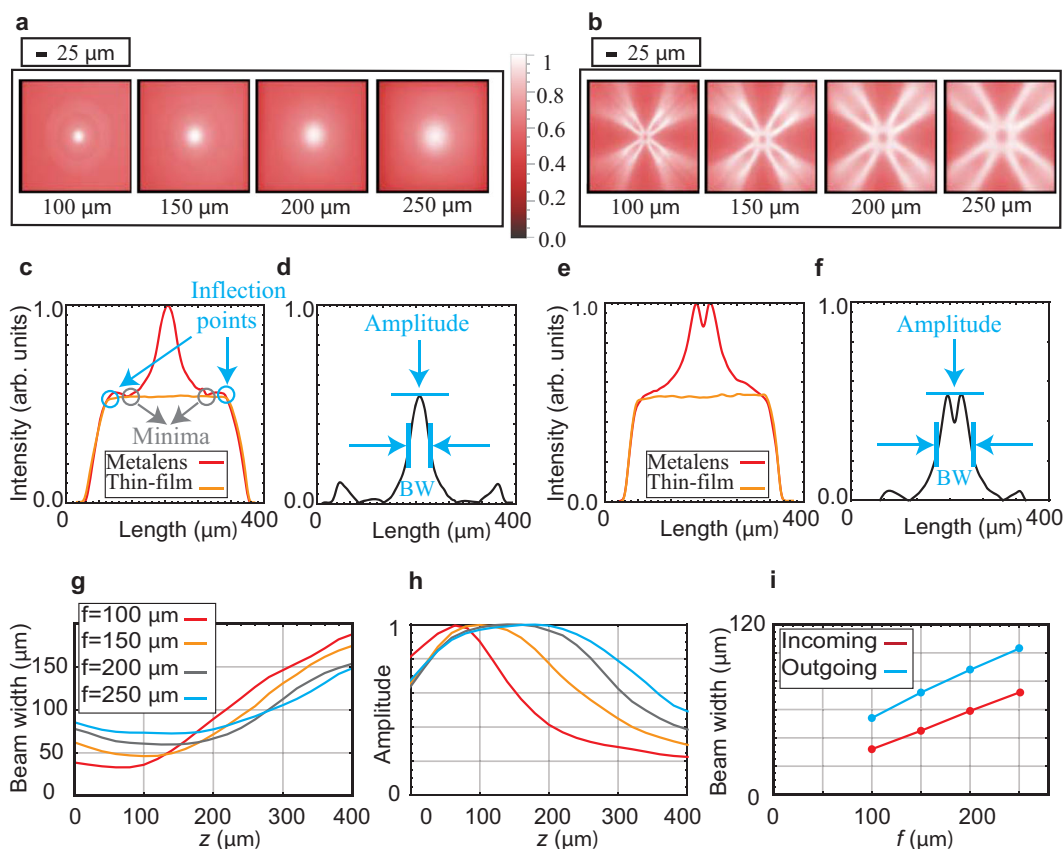 a
25 μm
100 μm
150 μm
200 μm
250 μm
1
0.8
0.6
0.4
0.2
0.0
b
25 μm
100 μm
150 μm
200 μm
250 μm
c
Intensity (arb. units)
1.0
0.0
Inflection
points
Minima
Metalens
Thin-film
0
400
Length (μm)
d
1.0
0.0
Amplitude
BW
0
400
Length (μm)
e
Intensity (arb. units)
1.0
0.0
Metalens
Thin-film
0
400
Length (μm)
f
1.0
0.0
Amplitude
BW
0
400
Length (μm)
g
Beam width (μm)
f=100 μm
f=150 μm
f=200 μm
f=250 μm
150
100
50
0
0
100
200
300
400
z (μm)
h
Amplitude
1
0
0
100
200
300
400
z (μm)
i
Beam width (μm)
120
0
Incoming
Outgoing
0
100
200
f (μm)